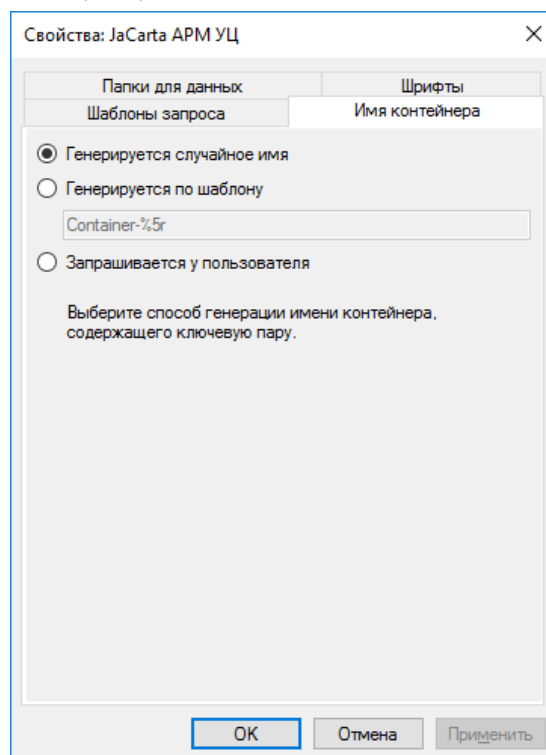 Свойства: JaCarta АРМ УЦ
Папки для данных
Шрифты
Шаблоны запроса
Имя контейнера
Генерируется случайное имя
Генерируется по шаблону
Container-%5r
Запрашивается у пользователя
Выберите способ генерации имени контейнера,
содержащего ключевую пару.
OK
Отмена
Применить